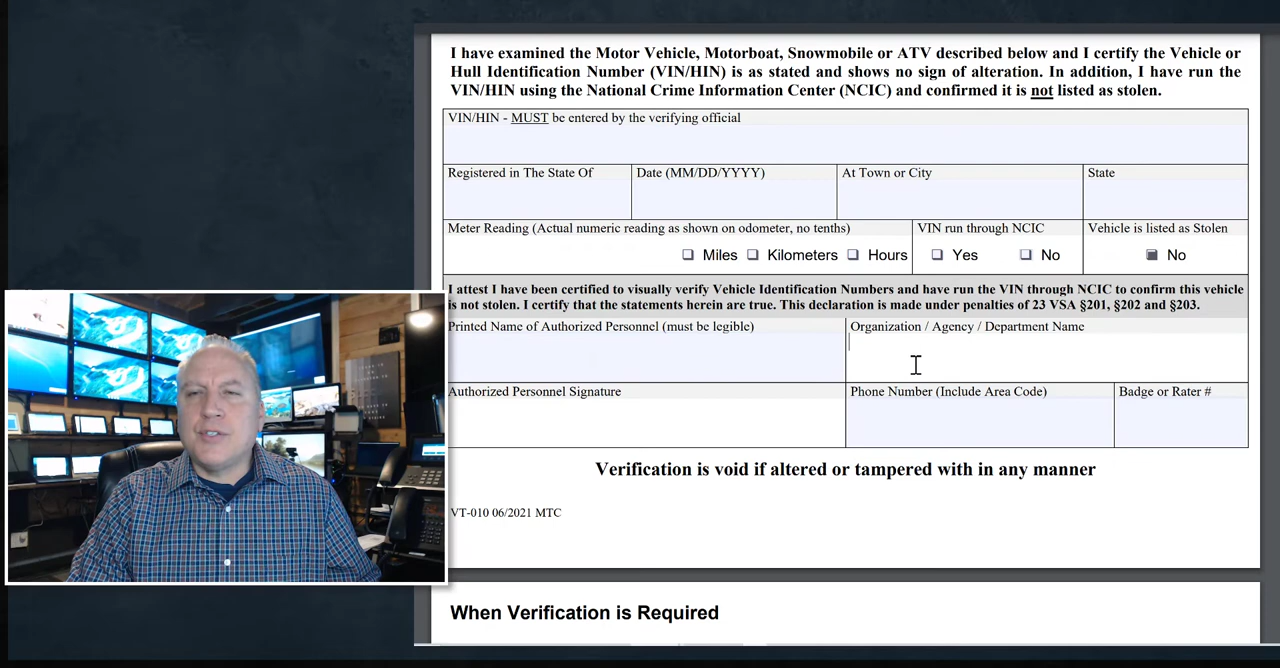 I have examined the Motor Vehicle, Motorboat, Snowmobile or ATV described below and I certify the Vehicle or
Hull Identification Number (VIN/HIN) is as stated and shows no sign of alteration. In addition, I have run the
VIN/HIN using the National Crime Information Center (NCIC) and confirmed it is not listed as stolen.
VIN/HIN - MUST be entered by the verifying official
Registered in The State Of
Date (MM/DD/YYYY)
At Town or City
State
Meter Reading (Actual numeric reading as shown on odometer, no tenths)
Miles
Kilometers
Hours
VIN run through NCIC
Yes
No
Vehicle is listed as Stolen
No
I attest I have been certified to visually verify Vehicle Identification Numbers and have run the VIN through NCIC to confirm this vehicle
is not stolen. I certify that the statements herein are true. This declaration is made under penalties of 23 VSA §201, §202 and §203.
Printed Name of Authorized Personnel (must be legible)
Organization / Agency / Department Name
Authorized Personnel Signature
Phone Number (Include Area Code)
Badge or Rater #
Verification is void if altered or tampered with in any manner
VT-010 06/2021 MTC
When Verification is Required